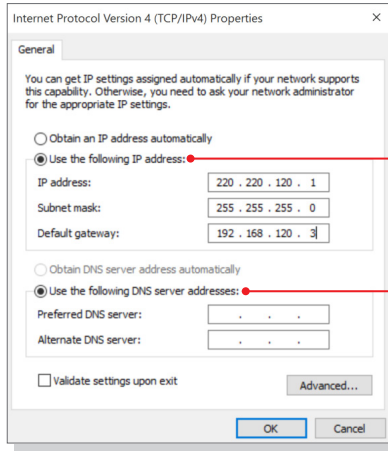 Internet Protocol Version 4 (TCP/IPv4) Properties
General
You can get IP settings assigned automatically if your network supports
this capability. Otherwise, you need to ask your network administrator
for the appropriate IP settings.
Obtain an IP address automatically
Use the following IP address:
IP address: 220 . 220 . 120 . 1
Subnet mask: 255 . 255 . 255 . 0
Default gateway: 192 . 168 . 120 . 3
Obtain DNS server address automatically
Use the following DNS server addresses:
Preferred DNS server: . . .
Alternate DNS server: . . .
Validate settings upon exit
Advanced...
OK Cancel